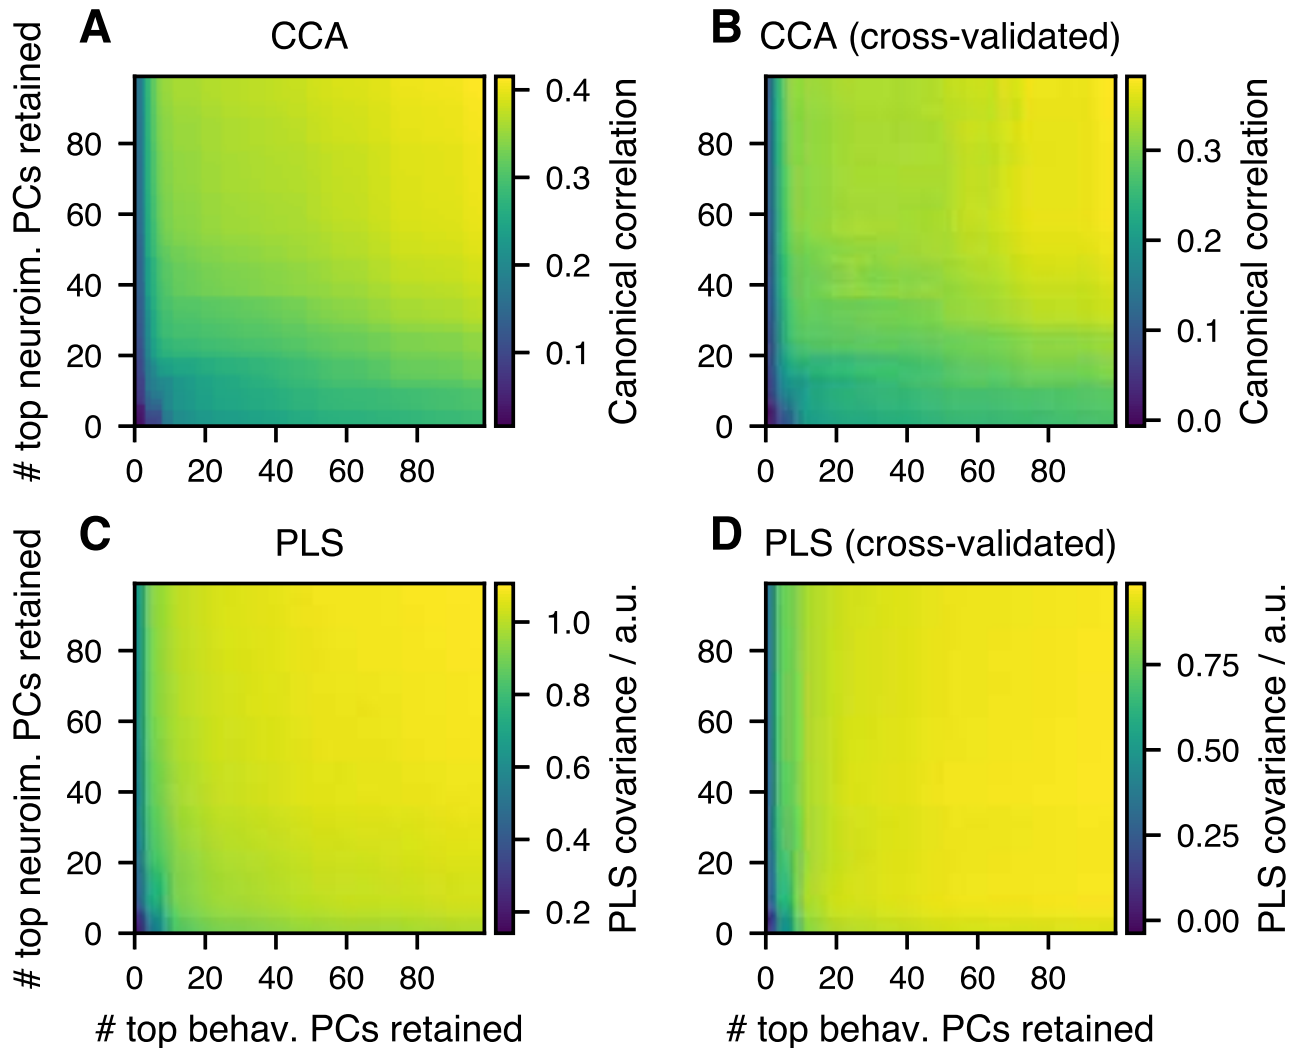 A
CCA
# top neuroim. PCs retained
80
60
40
20
0
0 20 40 60 80
0.4
0.3
0.2
0.1
Canonical correlation
B
CCA (cross-validated)
80
60
40
20
0
0 20 40 60 80
0.3
0.2
0.1
0.0
Canonical correlation
C
PLS
# top neuroim. PCs retained
80
60
40
20
0
0 20 40 60 80
# top behav. PCs retained
1.0
0.8
0.6
0.4
0.2
PLS covariance / a.u.
D
PLS (cross-validated)
80
60
40
20
0
0 20 40 60 80
# top behav. PCs retained
0.75
0.50
0.25
0.00
PLS covariance / a.u.